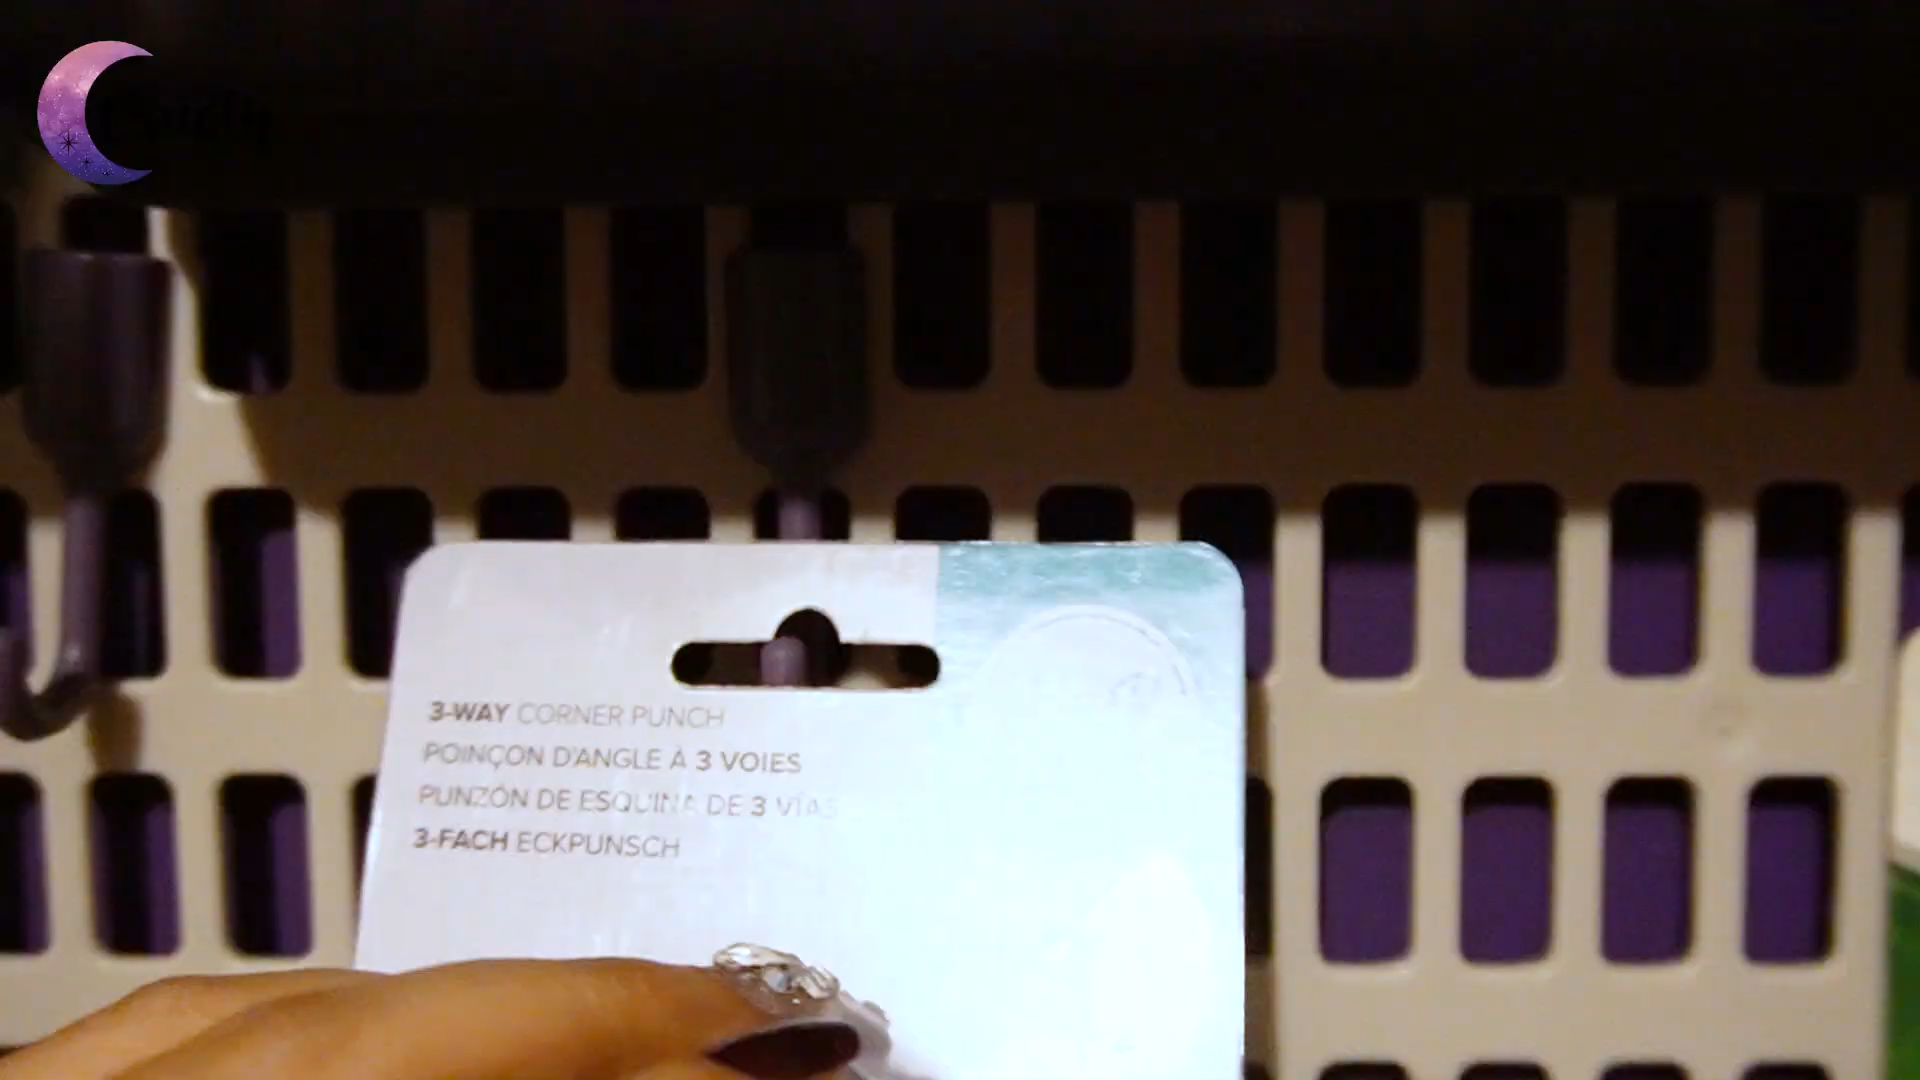 3-WAY CORNER PUNCH
POINÇON D'ANGLE À 3 VOIES
PUNZÓN DE ESQUINA DE 3 VÍAS
3-FACH ECKPUNSCH